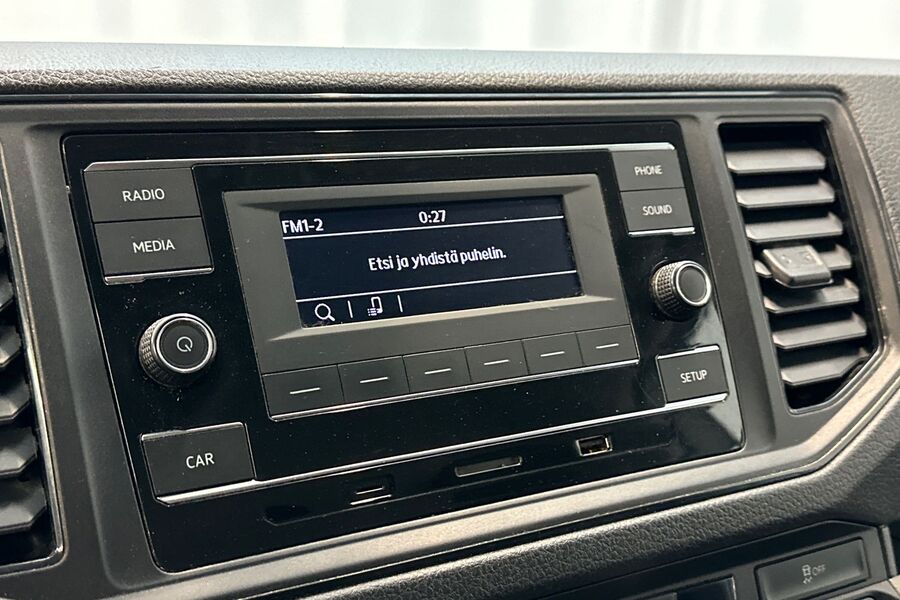 RADIO
MEDIA
PHONE
SOUND
FM1-2 0:27
Etsi ja yhdistä puhelin.
SETUP
CAR
OFF